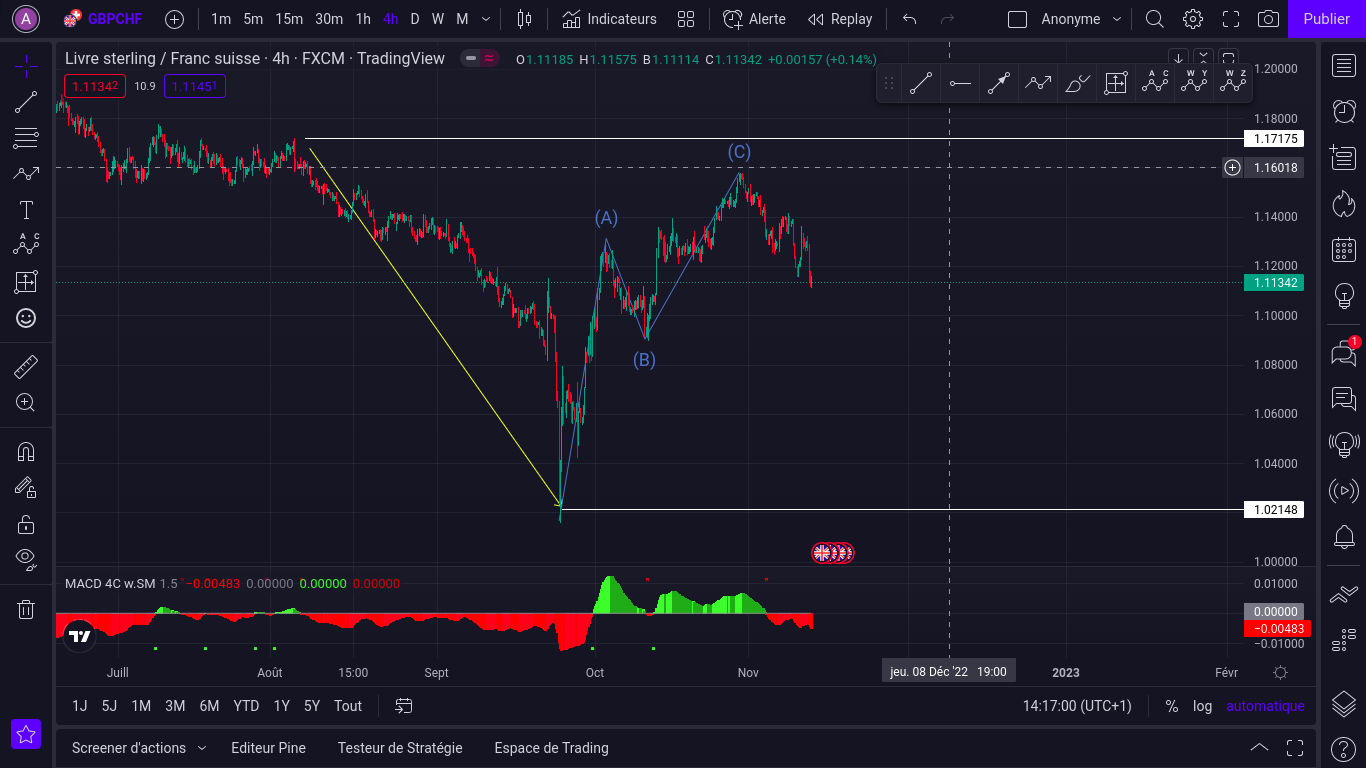 A GBPCHF 1m 5m 15m 30m 1h 4h D W M Indicateurs Alerte Replay Anonyme Publier
Livre sterling / Franc suisse · 4h · FXCM · TradingView O1.11185 H1.11575 B1.11114 C1.11342 +0.00157 (+0.14%)
1.11342 10.9 1.11451
A C W Y W Z
1.20000
1.18000
1.17175
1.16018
1.14000
1.12000
1.11342
1.10000
1.08000
1.06000
1.04000
1.02148
1.00000
(C)
(A)
(B)
T
A C
1
MACD 4C w.SM 1.5 −0.00483 0.00000 0.00000 0.00000
0.01000
0.00000
−0.00483
−0.01000
Juill Août 15:00 Sept Oct Nov jeu. 08 Déc '22 19:00 2023 Févr
1J 5J 1M 3M 6M YTD 1Y 5Y Tout 14:17:00 (UTC+1) % log automatique
Screener d'actions Editeur Pine Testeur de Stratégie Espace de Trading